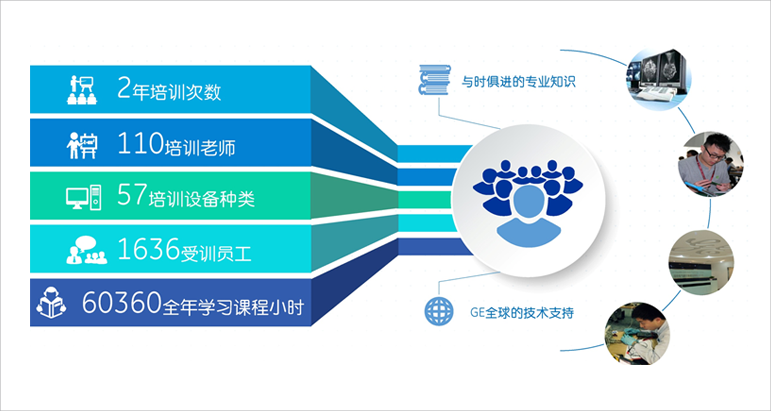 2年培训次数
110培训老师
57培训设备种类
1636受训员工
60360全年学习课程小时
与时俱进的专业知识
GE全球的技术支持